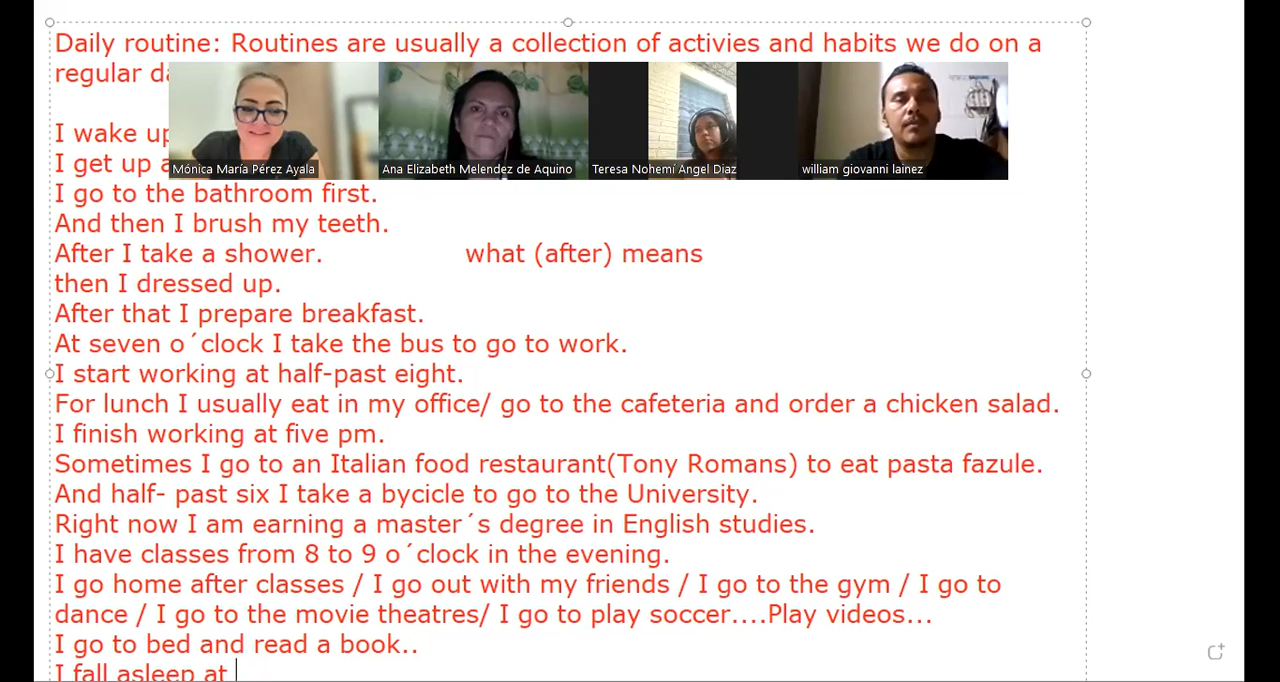 Daily routine: Routines are usually a collection of activies and habits we do on a
regular
I wake up
I get up
Mónica María Pérez Ayala
Ana Elizabeth Melendez de Aquino
Teresa Nohemí Angel Diaz
william giovanni lainez
I go to the bathroom first.
And then I brush my teeth.
After I take a shower. what (after) means
then I dressed up.
After that I prepare breakfast.
At seven o´clock I take the bus to go to work.
I start working at half-past eight.
For lunch I usually eat in my office/ go to the cafeteria and order a chicken salad.
I finish working at five pm.
Sometimes I go to an Italian food restaurant(Tony Romans) to eat pasta fazule.
And half- past six I take a bycicle to go to the University.
Right now I am earning a master´s degree in English studies.
I have classes from 8 to 9 o´clock in the evening.
I go home after classes / I go out with my friends / I go to the gym / I go to
dance / I go to the movie theatres/ I go to play soccer....Play videos...
I go to bed and read a book..
I fall asleep at